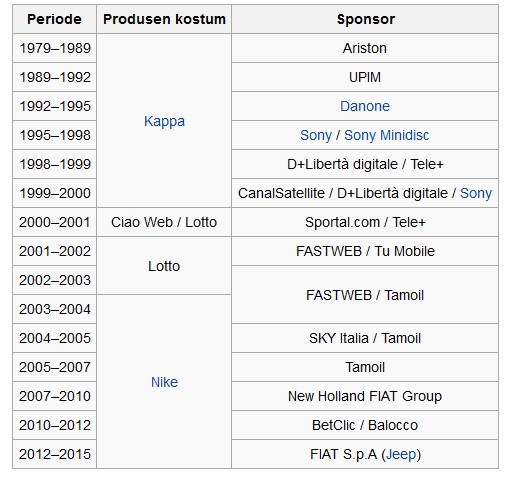 Periode Produsen kostum Sponsor
1979–1989 Kappa Ariston
1989–1992 UPIM
1992–1995 Danone
1995–1998 Sony / Sony Minidisc
1998–1999 D+Libertà digitale / Tele+
1999–2000 CanalSatellite / D+Libertà digitale / Sony
2000–2001 Ciao Web / Lotto Sportal.com / Tele+
2001–2002 Lotto FASTWEB / Tu Mobile
2002–2003 FASTWEB / Tamoil
2003–2004 Nike
2004–2005 SKY Italia / Tamoil
2005–2007 Tamoil
2007–2010 New Holland FIAT Group
2010–2012 BetClic / Balocco
2012–2015 FIAT S.p.A (Jeep)